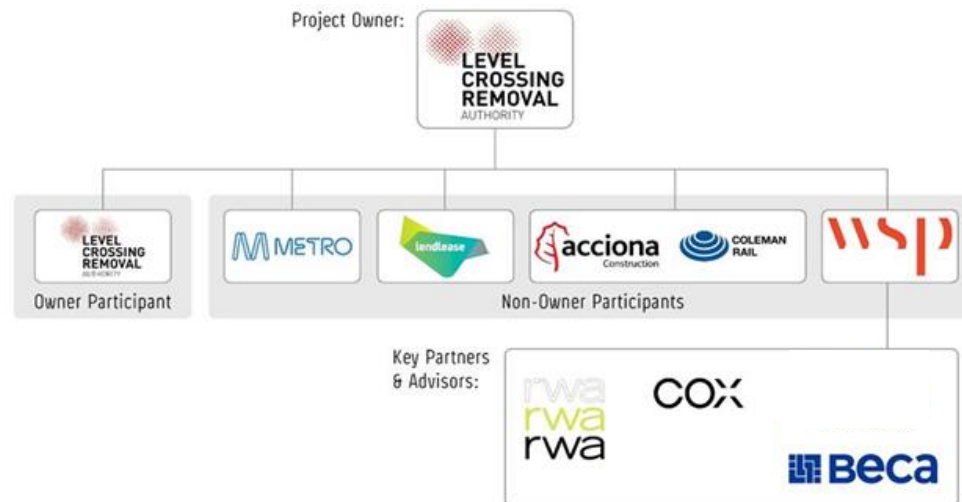 Project Owner:
LEVEL
CROSSING
REMOVAL
AUTHORITY
LEVEL
CROSSING
REMOVAL
AUTHORITY
Owner Participant
METRO
lendlease
acciona
Construction
COLEMAN
RAIL
wsp
Non-Owner Participants
Key Partners
& Advisors:
rwa
rwa
rwa
COX
Beca